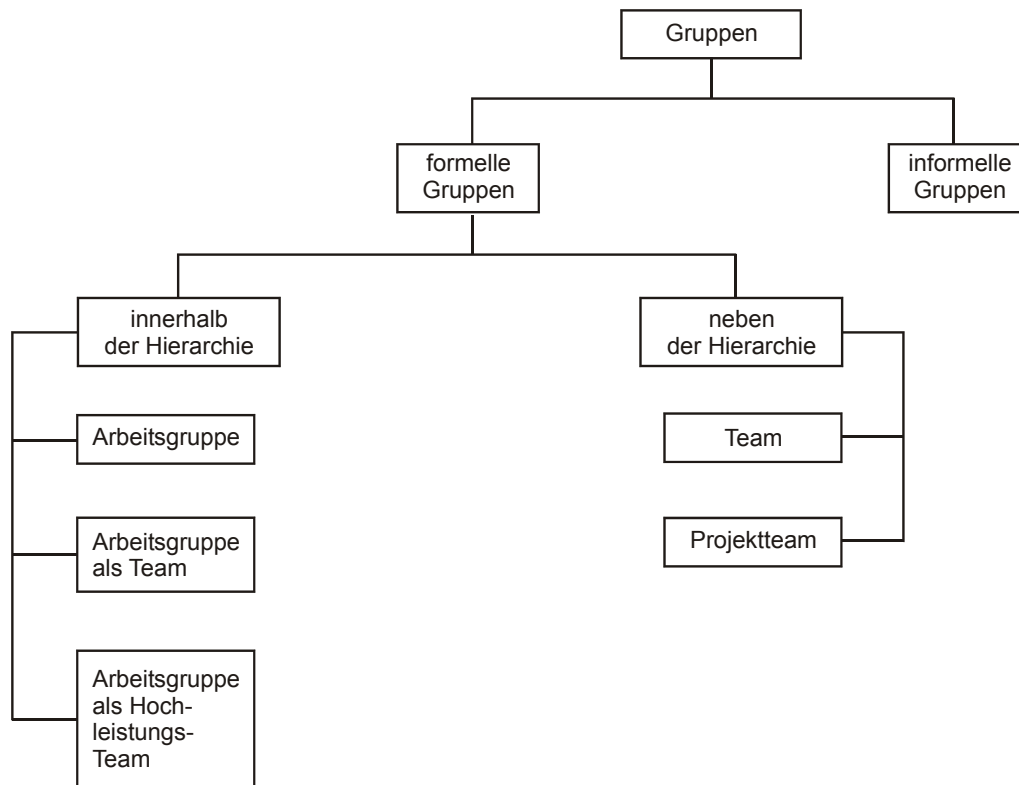 Gruppen
formelle
Gruppen
informelle
Gruppen
innerhalb
der Hierarchie
neben
der Hierarchie
Arbeitsgruppe
Team
Arbeitsgruppe
als Team
Projektteam
Arbeitsgruppe
als Hoch-
leistungs-
Team